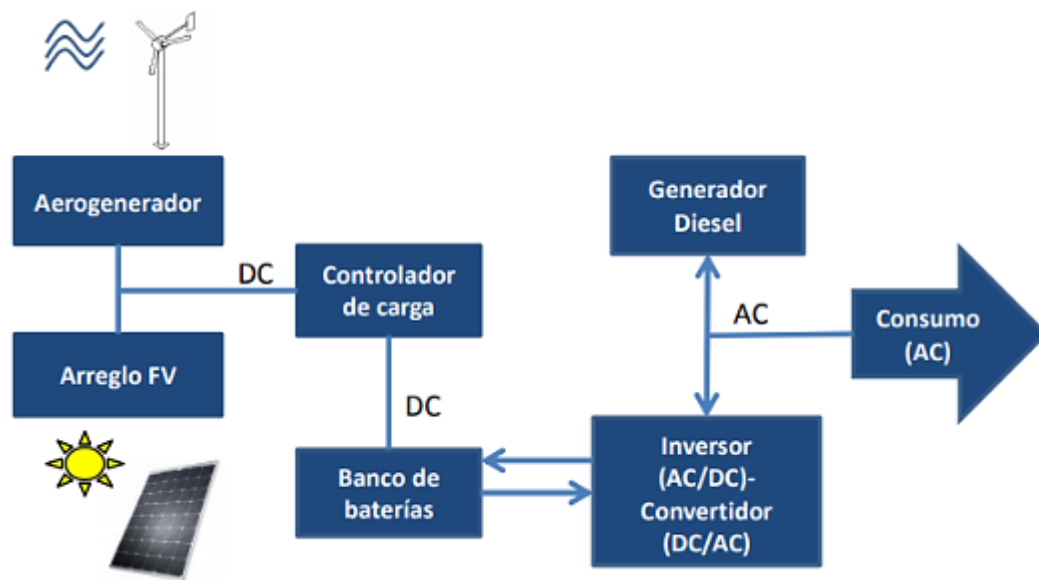 Aerogenerador
Arreglo FV
DC
Controlador
de carga
DC
Banco de
baterías
Generador
Diesel
AC
Consumo
(AC)
Inversor
(AC/DC)-
Convertidor
(DC/AC)